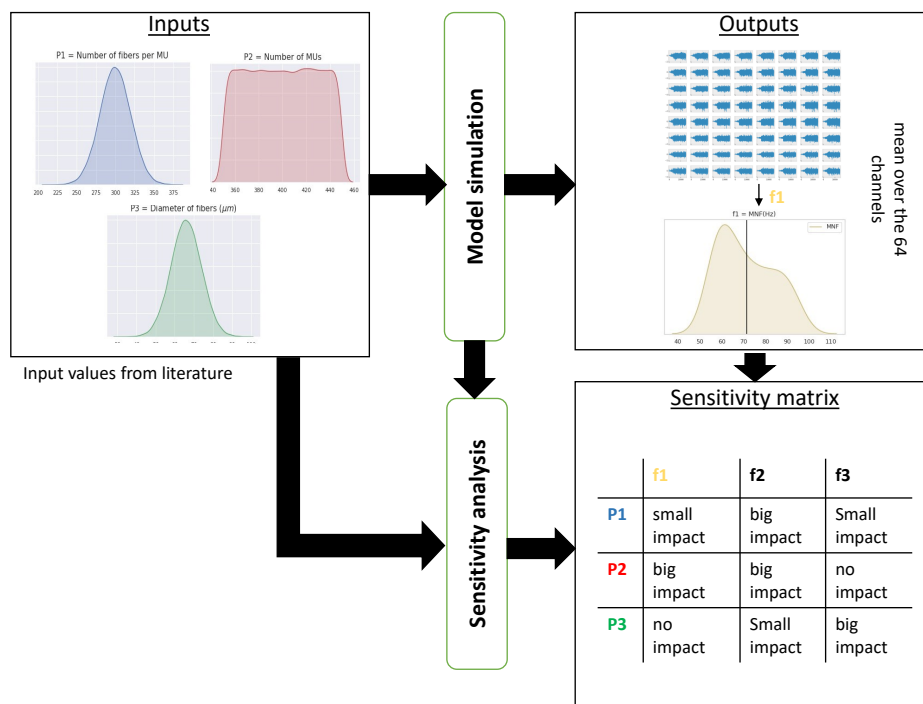 Inputs
P1 = Number of fibers per MU
200 225 250 275 300 325 350 375
P2 = Number of MUs
40 360 380 400 420 440 460
P3 = Diameter of fibers (μm)
Input values from literature
Model simulation
Sensitivity analysis
Outputs
f1
f1 = MNF(Hz)
MNF
40 50 60 70 80 90 100 110
mean over the 64
channels
Sensitivity matrix
f1 f2 f3
P1 small impact big impact Small impact
P2 big impact big impact no impact
P3 no impact Small impact big impact